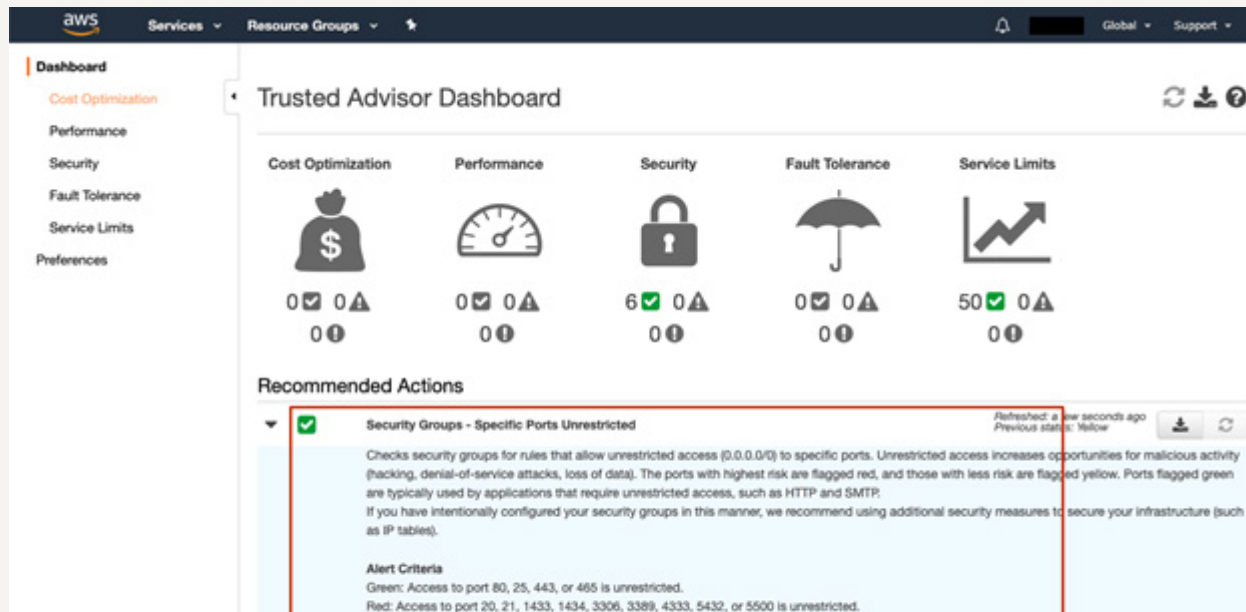 aws Services Resource Groups Global Support
Dashboard
Cost Optimization
Performance
Security
Fault Tolerance
Service Limits
Preferences
Trusted Advisor Dashboard
Cost Optimization Performance Security Fault Tolerance Service Limits
$
0 0 0 0 6 0 0 0 50 0
0 0 0 0 0
Recommended Actions
Security Groups - Specific Ports Unrestricted
Refreshed: a few seconds ago
Previous status: Yellow
Checks security groups for rules that allow unrestricted access (0.0.0.0/0) to specific ports. Unrestricted access increases opportunities for malicious activity
(hacking, denial-of-service attacks, loss of data). The ports with highest risk are flagged red, and those with less risk are flagged yellow. Ports flagged green
are typically used by applications that require unrestricted access, such as HTTP and SMTP.
If you have intentionally configured your security groups in this manner, we recommend using additional security measures to secure your infrastructure (such
as IP tables).
Alert Criteria
Green: Access to port 80, 25, 443, or 465 is unrestricted.
Red: Access to port 20, 21, 1433, 1434, 3306, 3389, 4333, 5432, or 5500 is unrestricted.